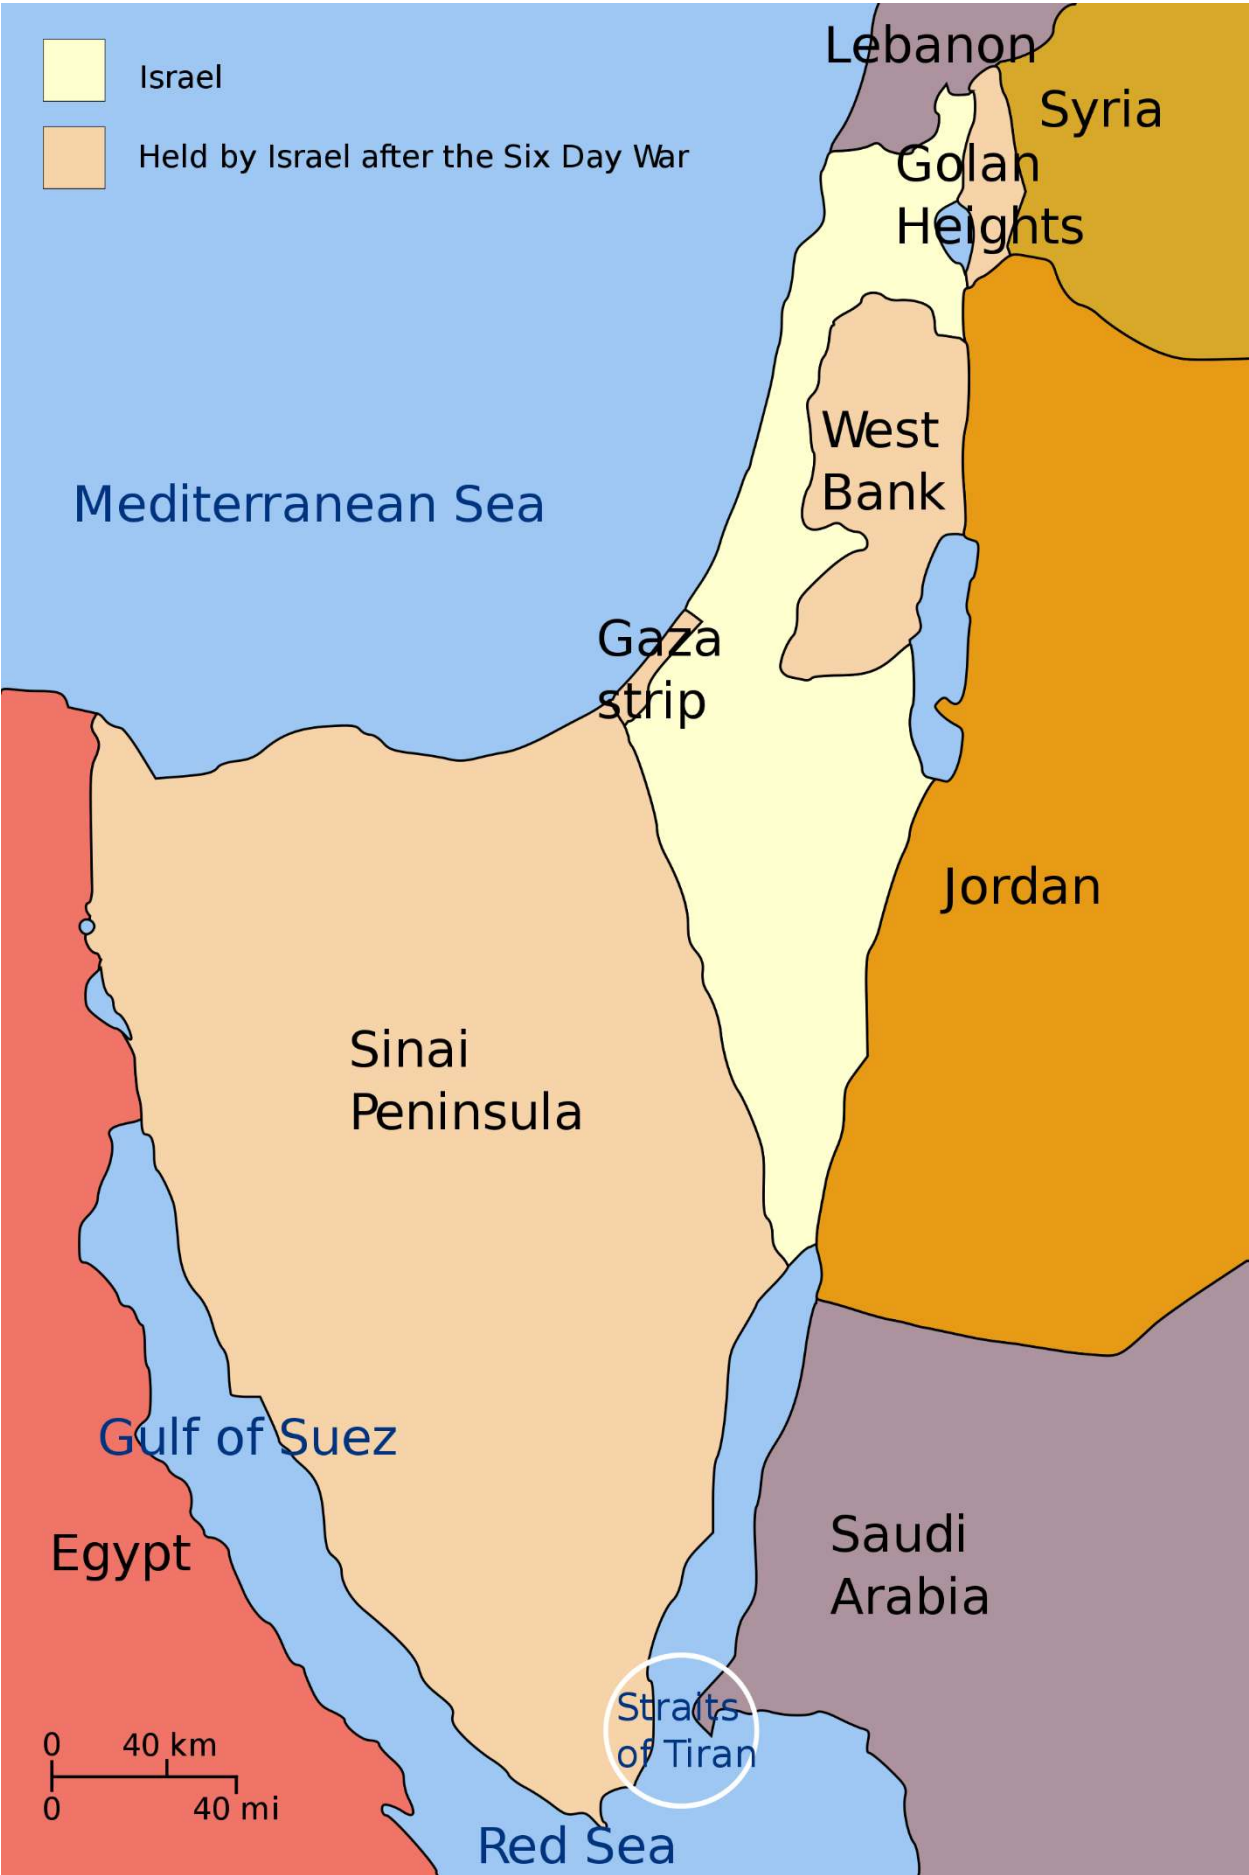 Lebanon
Israel
Syria
Held by Israel after the Six Day War
Golan
Heights
West
Bank
Mediterranean Sea
Gaza
strip
Jordan
Sinai
Peninsula
Gulf of Suez
Egypt
Saudi
Arabia
Straits
of Tiran
0 40 km
0 40 mi
Red Sea